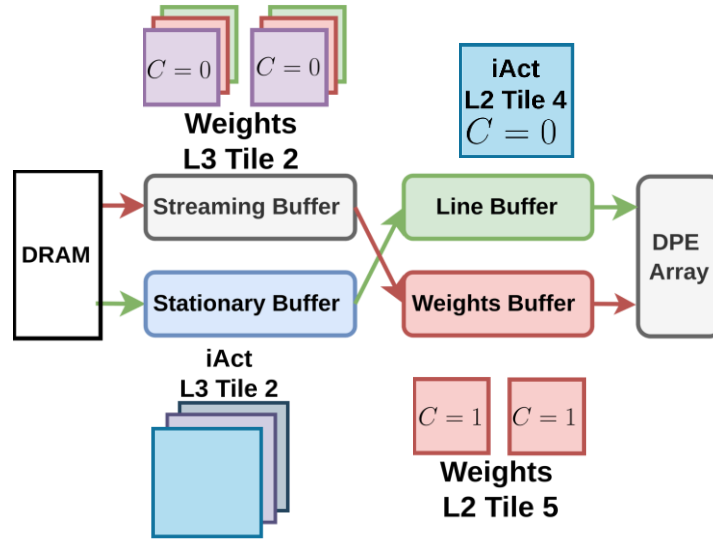 C = 0
C = 0
Weights
L3 Tile 2
iAct
L2 Tile 4
C = 0
DRAM
Streaming Buffer
Line Buffer
DPE
Array
Stationary Buffer
Weights Buffer
iAct
L3 Tile 2
C = 1
C = 1
Weights
L2 Tile 5